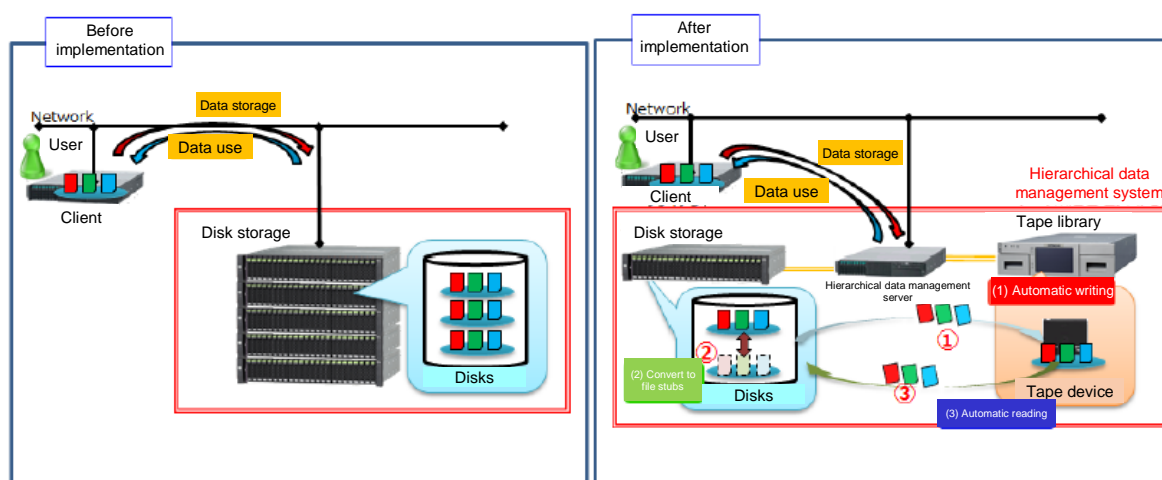 Before
implementation
Network
Data storage
User
Data use
Client
Disk storage
Disks
After
implementation
Network
User
Data storage
Client
Data use
Hierarchical data
management system
Disk storage
Tape library
Hierarchical data management
server
(1) Automatic writing
①
②
(2) Convert to
file stubs
Disks
③
Tape device
(3) Automatic reading